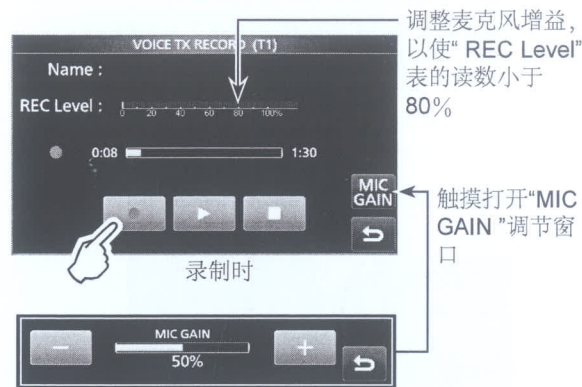 调整麦克风增益，
以使“ REC Level”
表的读数小于
80%
VOICE TX RECORD (T1)
Name :
REC Level :
0 20 40 60 80 100%
0:08 1:30
MIC
GAIN
触摸打开“MIC
GAIN ”调节窗
口
录制时
MIC GAIN
50%